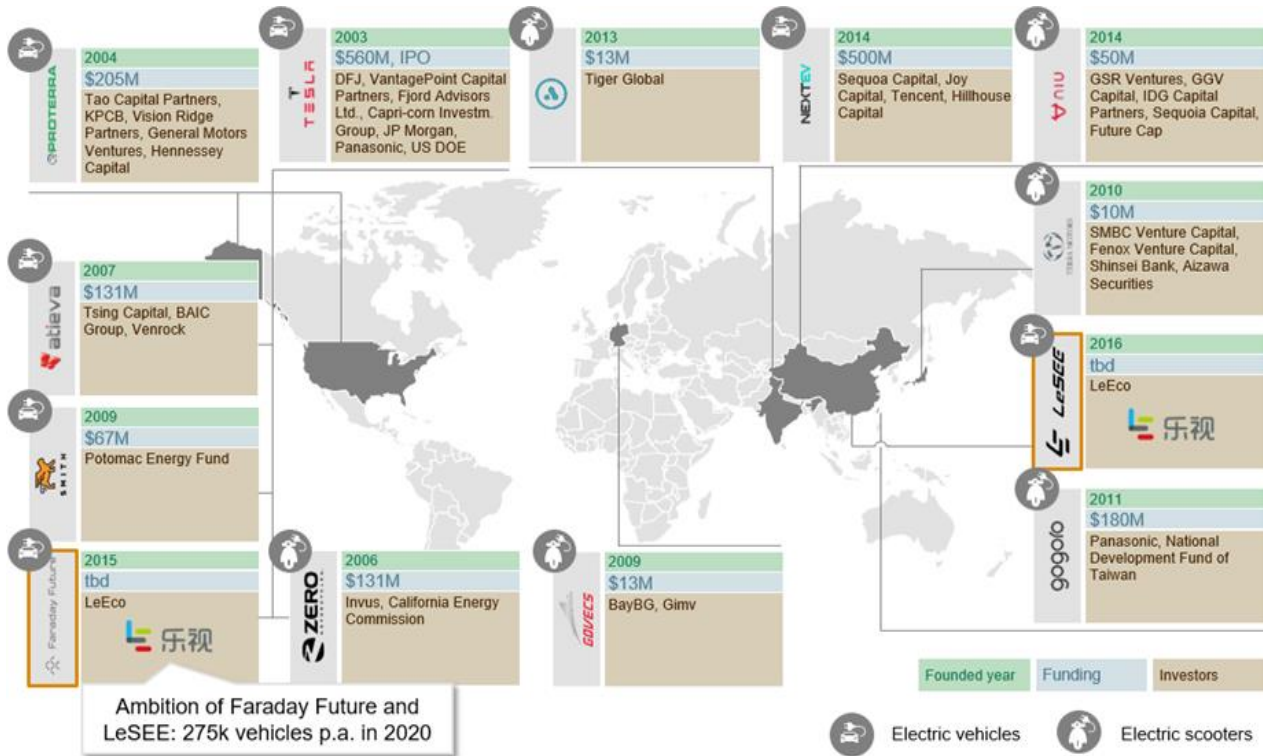 2004
$205M
Tao Capital Partners,
KPCB, Vision Ridge
Partners, General Motors
Ventures, Hennessey
Capital
PROTERRA
2003
$560M, IPO
DFJ, VantagePoint Capital
Partners, Fjord Advisors
Ltd., Capri-corn Investm.
Group, JP Morgan,
Panasonic, US DOE
TESLA
2013
$13M
Tiger Global
2014
$500M
Sequoa Capital, Joy
Capital, Tencent, Hillhouse
Capital
NEXTEV
2014
$50M
GSR Ventures, GGV
Capital, IDG Capital
Partners, Sequoia Capital,
Future Cap
niu
2010
$10M
SMBC Venture Capital,
Fenox Venture Capital,
Shinsei Bank, Aizawa
Securities
TERRA MOTORS
2007
$131M
Tsing Capital, BAIC
Group, Venrock
atieva
2016
tbd
LeEco
乐视
LeSEE
2009
$67M
Potomac Energy Fund
SMITH
2011
$180M
Panasonic, National
Development Fund of
Taiwan
gogoro
2015
tbd
LeEco
乐视
Faraday Future
2006
$131M
Invus, California Energy
Commission
ZERO
MOTORCYCLES
2009
$13M
BayBG, Gimv
GOVECS
Ambition of Faraday Future and
LeSEE: 275k vehicles p.a. in 2020
Founded year
Funding
Investors
Electric vehicles
Electric scooters